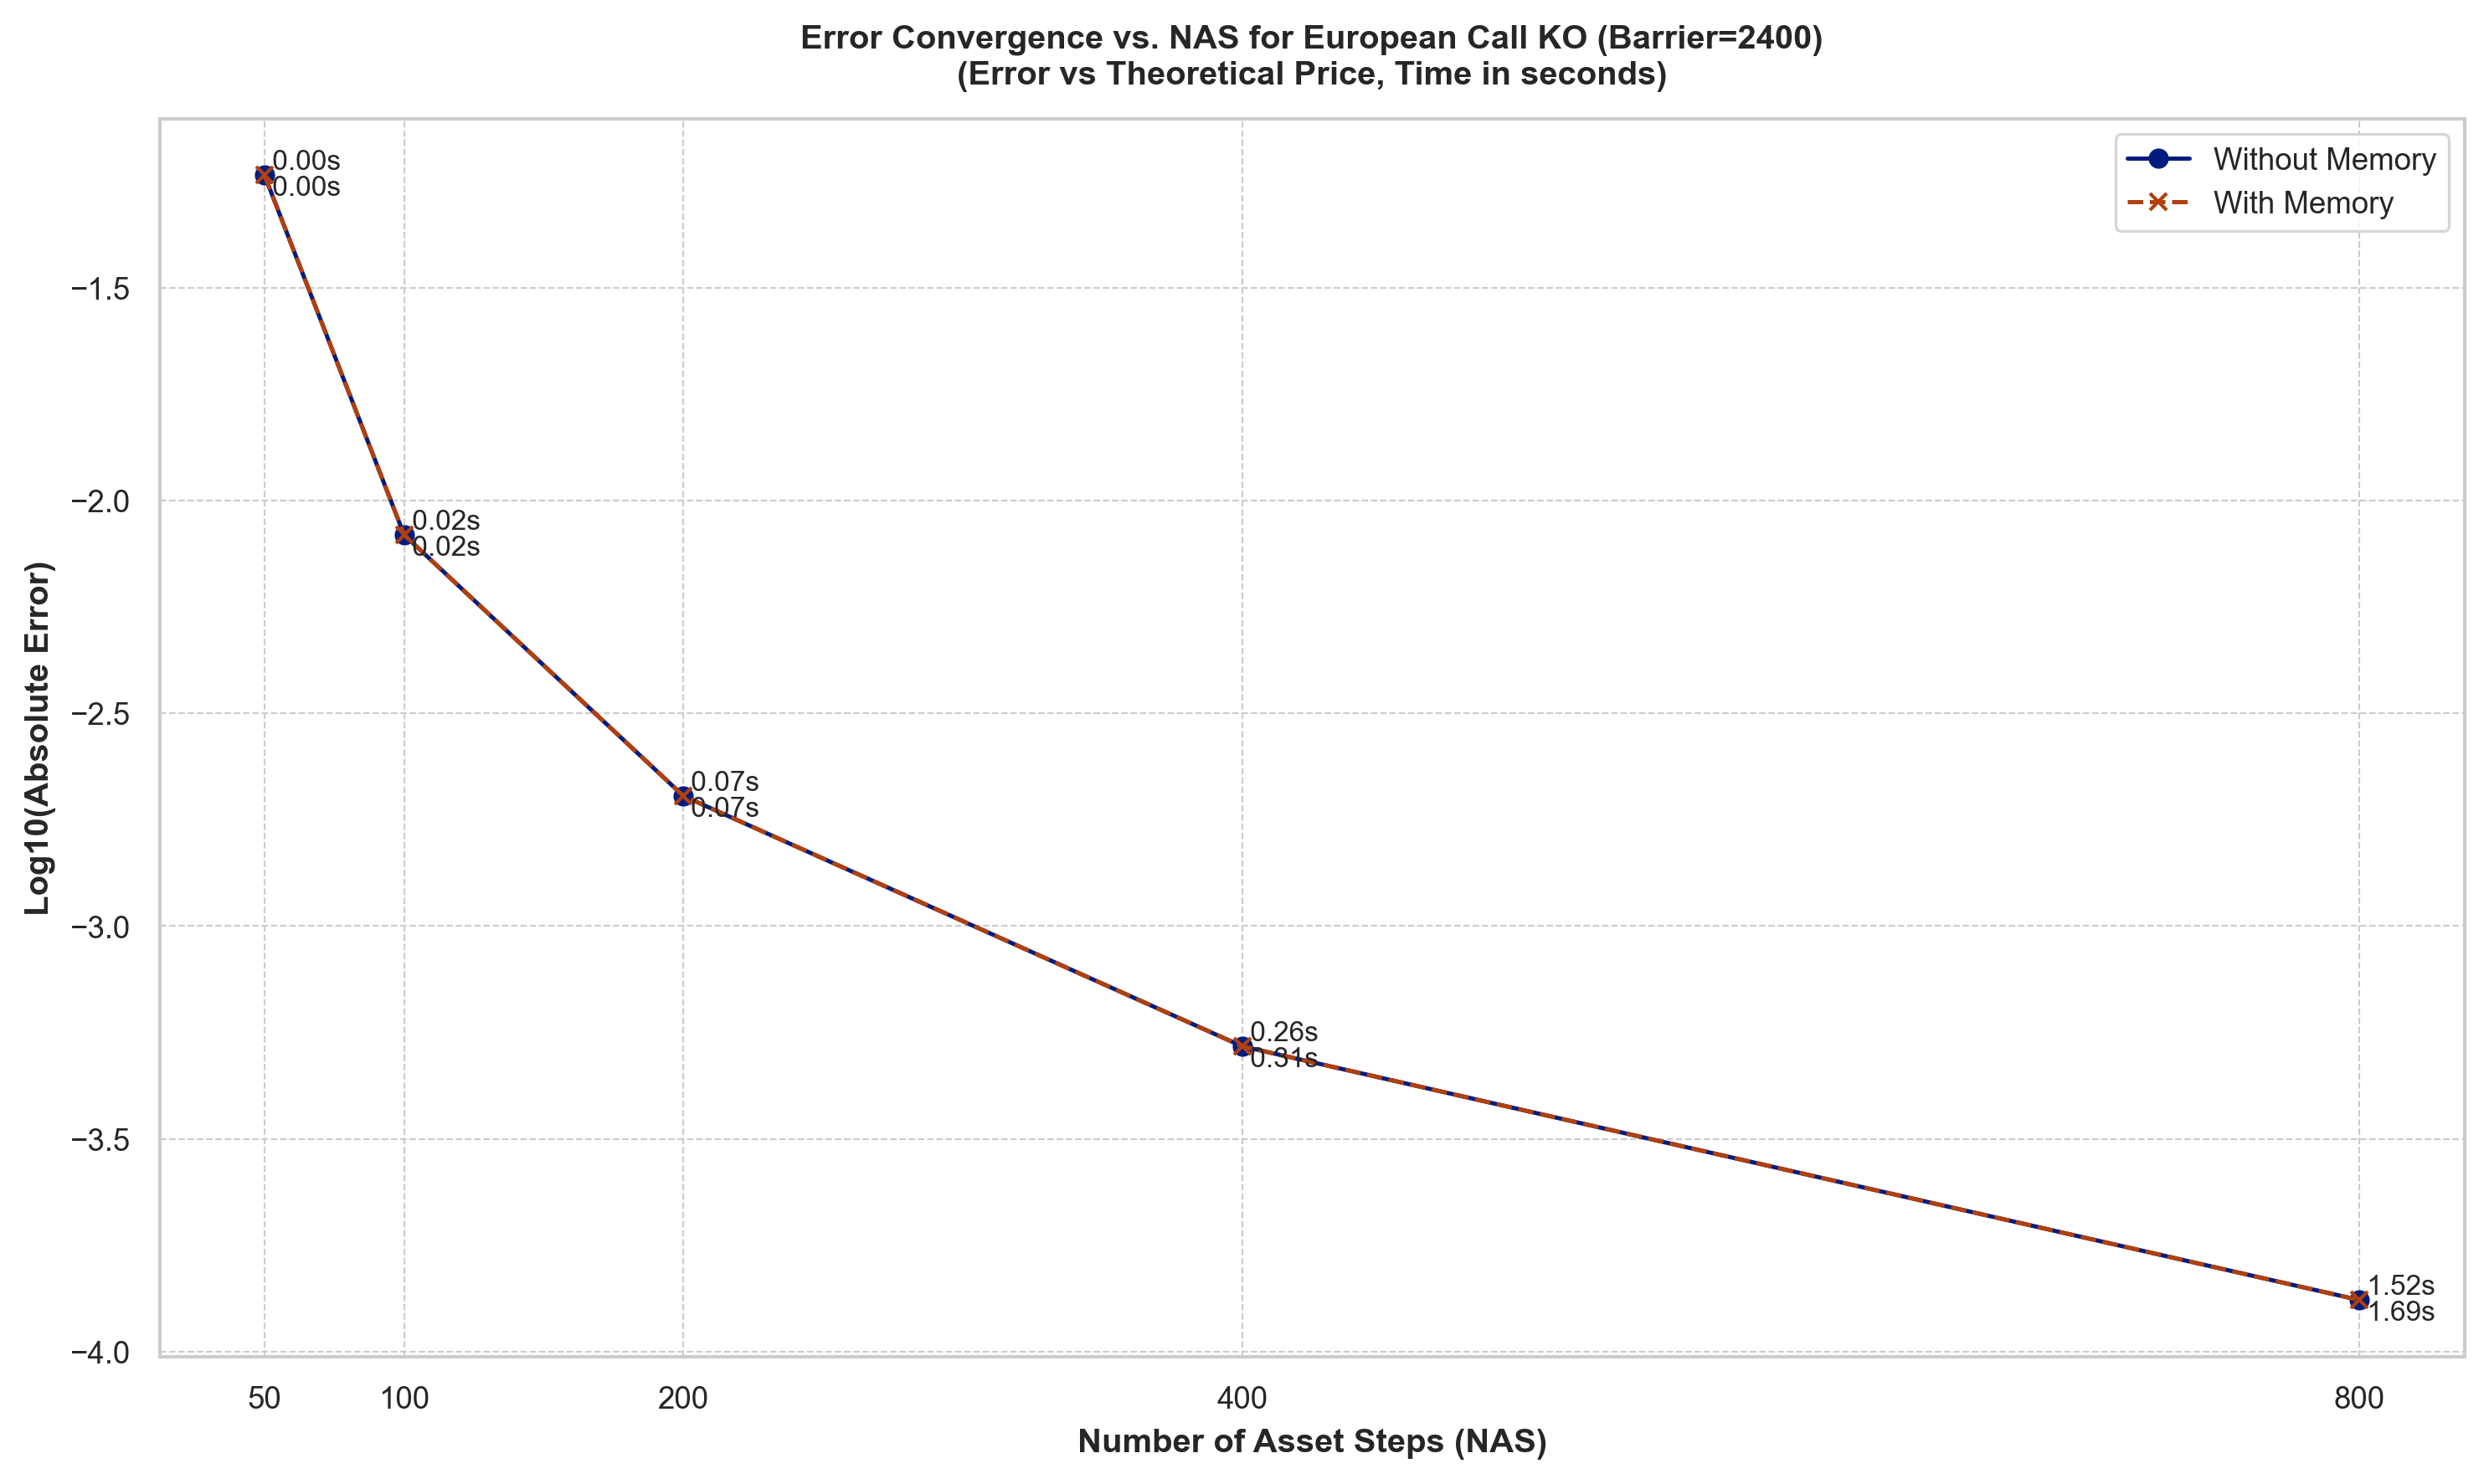 Error Convergence vs. NAS for European Call KO (Barrier=2400)
(Error vs Theoretical Price, Time in seconds)
Without Memory
With Memory
0.00s
0.00s
0.02s
0.02s
0.07s
0.07s
0.26s
0.31s
1.52s
1.69s
Log10(Absolute Error)
−1.5
−2.0
−2.5
−3.0
−3.5
−4.0
50 100 200 400 800
Number of Asset Steps (NAS)